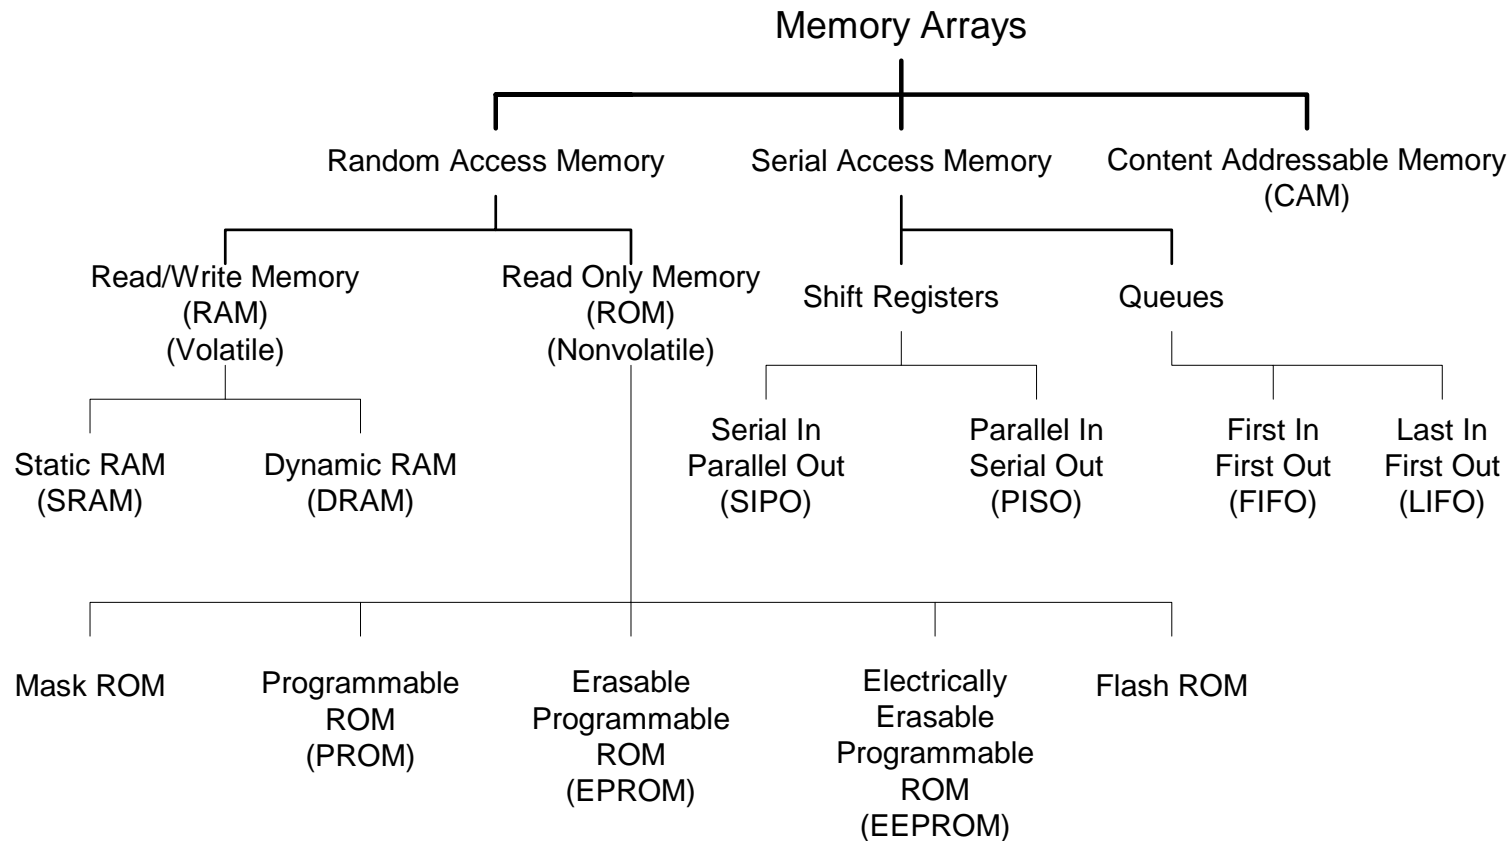 Memory Arrays
Random Access Memory
Serial Access Memory
Content Addressable Memory
(CAM)
Read/Write Memory
(RAM)
(Volatile)
Read Only Memory
(ROM)
(Nonvolatile)
Shift Registers
Queues
Static RAM
(SRAM)
Dynamic RAM
(DRAM)
Serial In
Parallel Out
(SIPO)
Parallel In
Serial Out
(PISO)
First In
First Out
(FIFO)
Last In
First Out
(LIFO)
Mask ROM
Programmable
ROM
(PROM)
Erasable
Programmable
ROM
(EPROM)
Electrically
Erasable
Programmable
ROM
(EEPROM)
Flash ROM